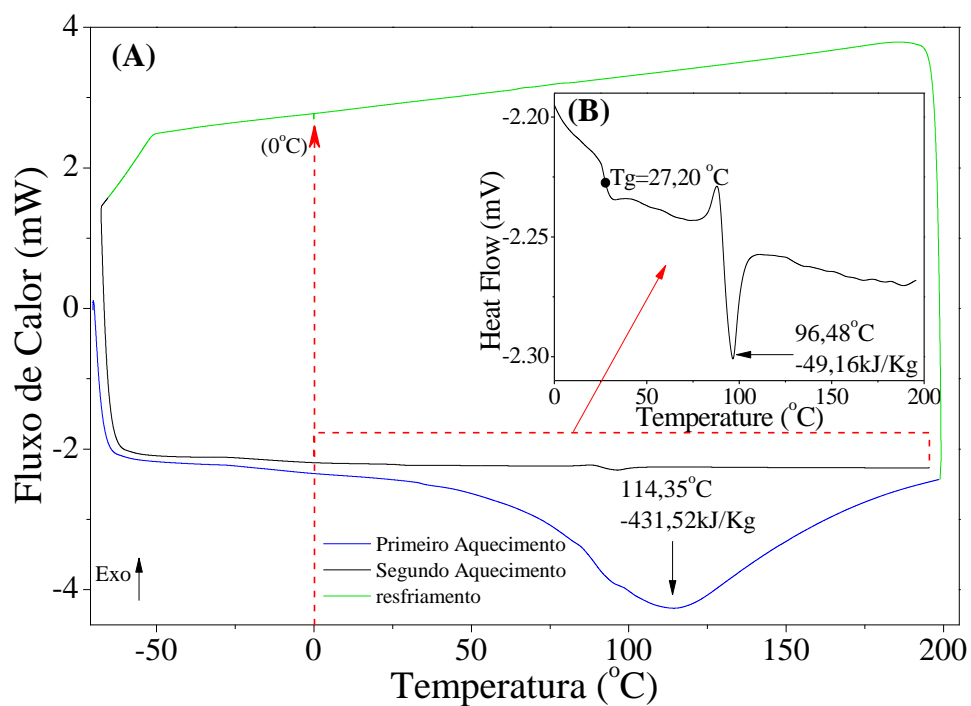 (A)
4
2
0
-2
-4
Fluxo de Calor (mW)
(0°C)
Exo
Primeiro Aquecimento
Segundo Aquecimento
resfriamento
114,35°C
-431,52kJ/Kg
-50
0
50
100
150
200
Temperatura (°C)
(B)
-2.20
-2.25
-2.30
Heat Flow (mV)
Tg=27,20 °C
96,48°C
-49,16kJ/Kg
0
50
100
150
200
Temperature (°C)